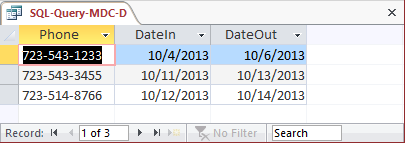 SQL-Query-MDC-D
Phone DateIn DateOut
723-543-1233 10/4/2013 10/6/2013
723-543-3455 10/11/2013 10/13/2013
723-514-8766 10/12/2013 10/14/2013
Record: 1 of 3 No Filter Search